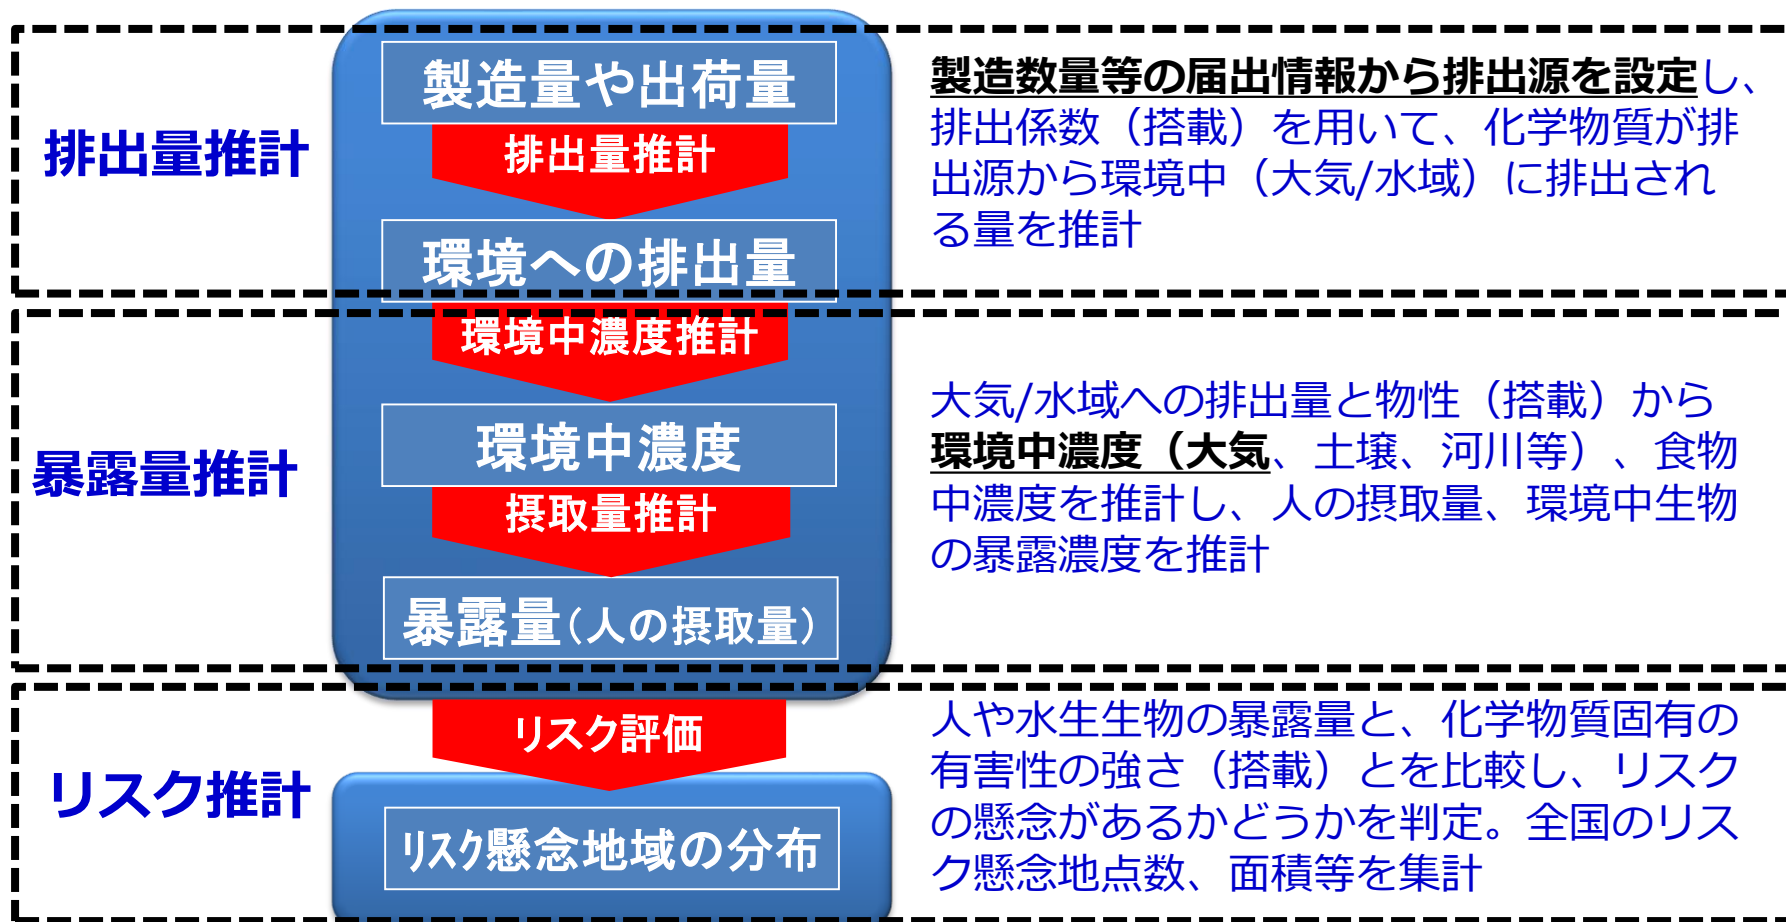 排出量推計
製造量や出荷量
排出量推計
環境への排出量
製造数量等の届出情報から排出源を設定し、
排出係数（搭載）を用いて、化学物質が排
出源から環境中（大気/水域）に排出され
る量を推計
暴露量推計
環境中濃度推計
環境中濃度
摂取量推計
暴露量（人の摂取量）
大気/水域への排出量と物性（搭載）から
環境中濃度（大気、土壌、河川等）、食物
中濃度を推計し、人の摂取量、環境中生物
の暴露濃度を推計
リスク推計
リスク評価
リスク懸念地域の分布
人や水生生物の暴露量と、化学物質固有の
有害性の強さ（搭載）とを比較し、リスク
の懸念があるかどうかを判定。全国のリス
ク懸念地点数、面積等を集計